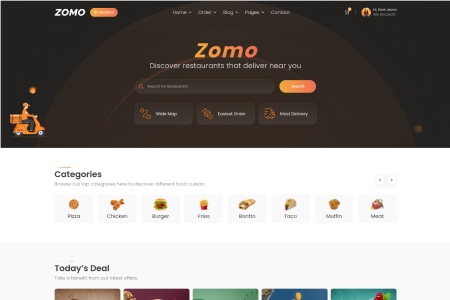 ZOMO Location Home Order Blog Pages Contact Hi, Mark Jecno
My Account
Zomo
Discover restaurants that deliver near you
Search for Restaurant Search
Wide Map Easiest Order Most Delivery
Categories
Browse out top categories here to discover different food cuision.
Pizza Chicken Burger Fries Boritto Taco Muffin Meat
Today's Deal
Take a benefit from our latest offers.